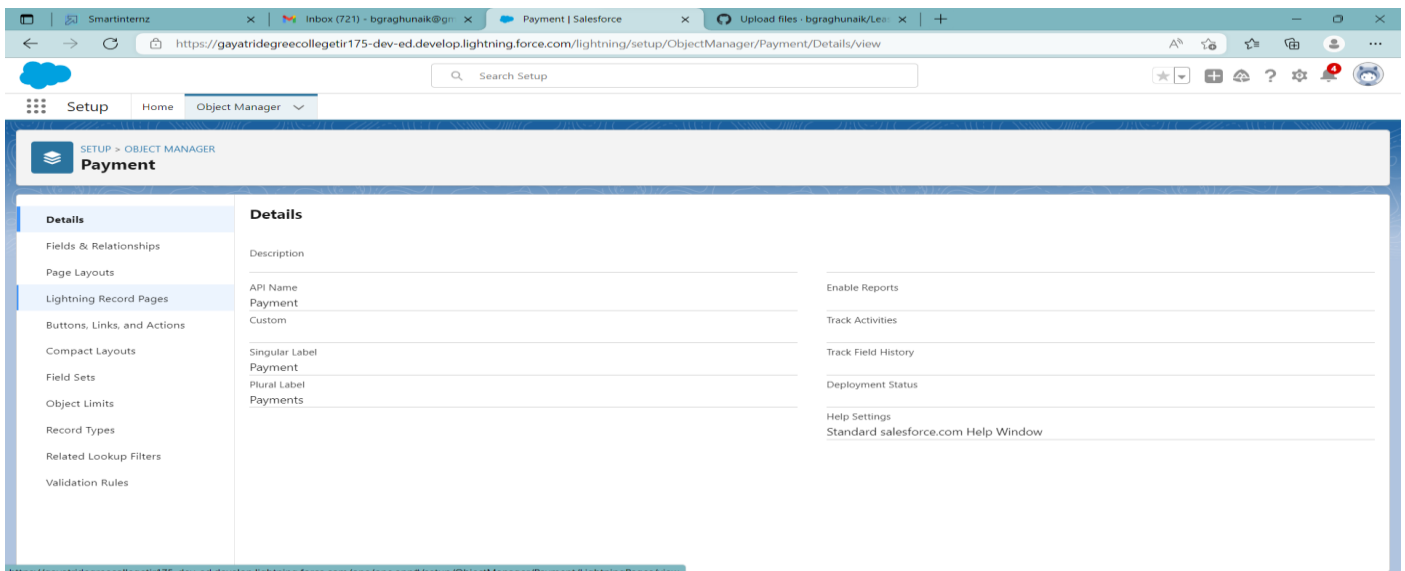 Smartinternz
Inbox (721) - bgraghunaik@gm
Payment | Salesforce
Upload files · bgraghunaik/Leas
https://gayatridegreecollegetir175-dev-ed.develop.lightning.force.com/lightning/setup/ObjectManager/Payment/Details/view
Search Setup
4
Setup Home Object Manager
SETUP > OBJECT MANAGER
Payment
Details
Fields & Relationships
Page Layouts
Lightning Record Pages
Buttons, Links, and Actions
Compact Layouts
Field Sets
Object Limits
Record Types
Related Lookup Filters
Validation Rules
Details
Description
API Name
Payment
Custom
Singular Label
Payment
Plural Label
Payments
Enable Reports
Track Activities
Track Field History
Deployment Status
Help Settings
Standard salesforce.com Help Window